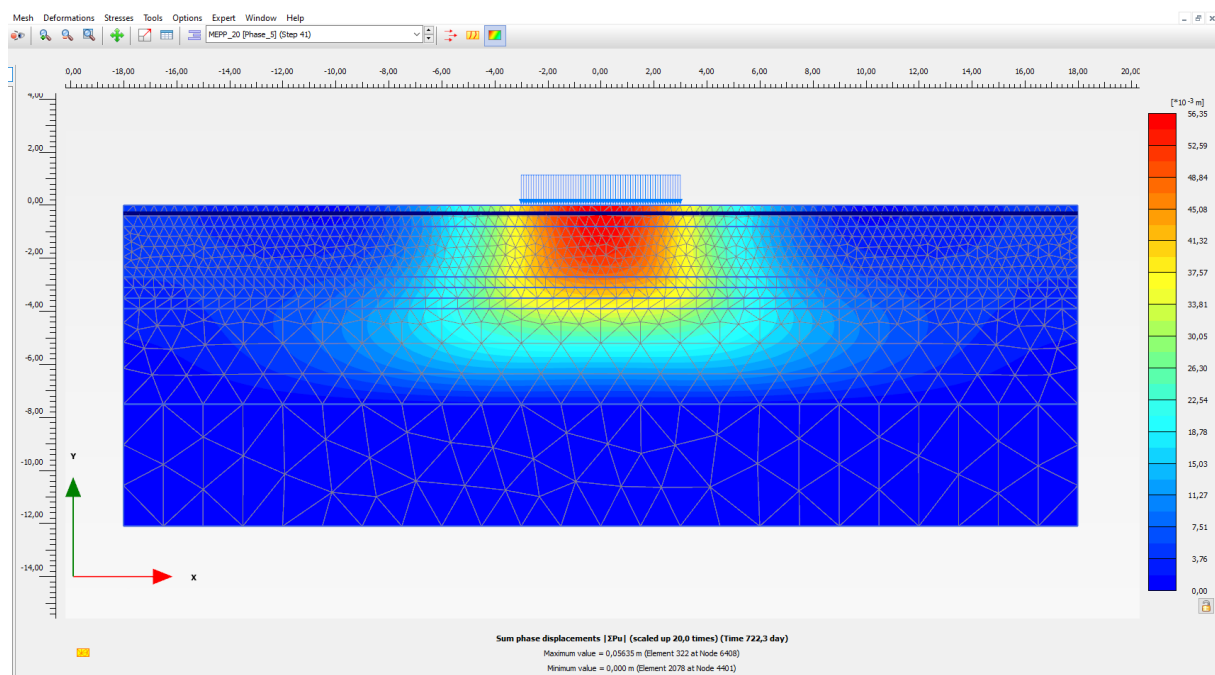 Mesh Deformations Stresses Tools Options Expert Window Help
MEPP_20 [Phase_5] (Step 41)
0,00 -18,00 -16,00 -14,00 -12,00 -10,00 -8,00 -6,00 -4,00 -2,00 0,00 2,00 4,00 6,00 8,00 10,00 12,00 14,00 16,00 18,00 20,00
[*10 -3 m]
4,00
56,35
52,59
2,00
48,84
0,00
45,08
41,32
-2,00
37,57
-4,00
33,81
30,05
-6,00
26,30
22,54
-8,00
18,78
Y
-10,00
15,03
11,27
-12,00
7,51
-14,00
3,76
X
0,00
Sum phase displacements |ΣPu| (scaled up 20,0 times) (Time 722,3 day)
Maximum value = 0,05635 m (Element 322 at Node 6408)
Minimum value = 0,000 m (Element 2078 at Node 4401)